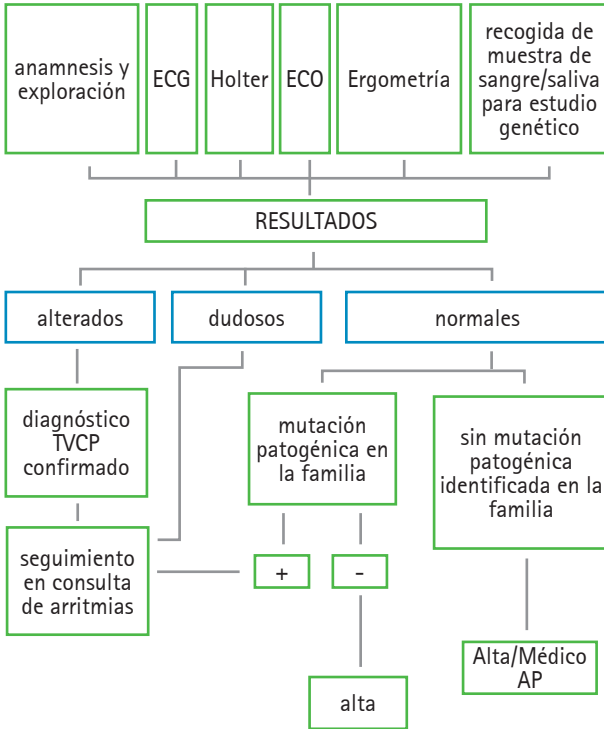 anamnesis y
exploración
ECG
Holter
ECO
Ergometría
recogida de
muestra de
sangre/saliva
para estudio
genético
RESULTADOS
alterados
dudosos
normales
diagnóstico
TVCP
confirmado
mutación
patogénica en
la familia
sin mutación
patogénica
identificada en la
familia
seguimiento
en consulta
de arritmias
+
-
alta
Alta/Médico
AP